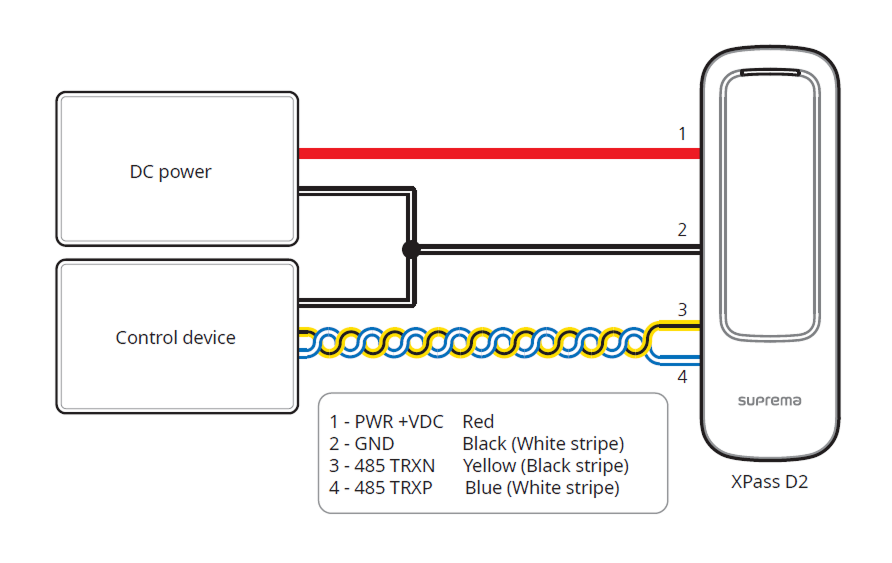 1
DC power
2
3
Control device
4
suprema
1 - PWR +VDC Red
2 - GND Black (White stripe)
3 - 485 TRXN Yellow (Black stripe)
4 - 485 TRXP Blue (White stripe)
XPass D2